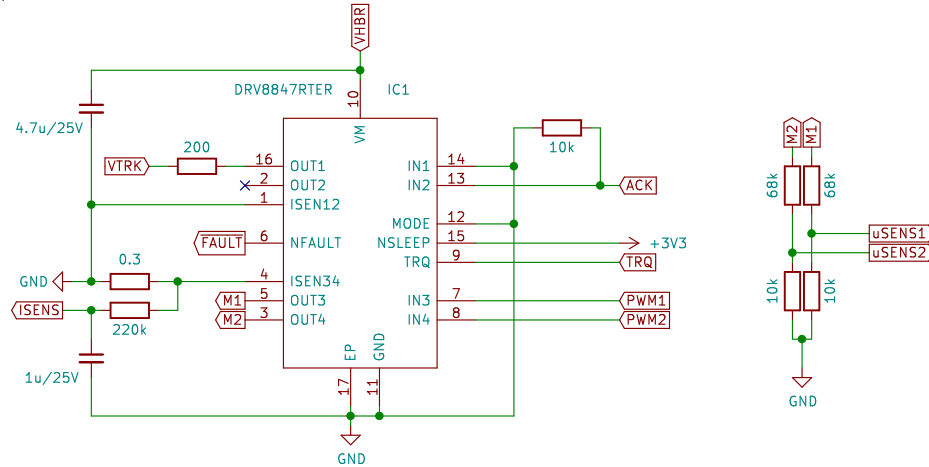 VHBR
DRV8847RTER IC1
10
VM
4.7u/25V
10k
200
VTRK
16 OUT1
2 OUT2
1 ISEN12
FAULT
6 NFAULT
GND
0.3
4 ISEN34
ISENS
220k
M1 5 OUT3
M2 3 OUT4
1u/25V
IN1 14
IN2 13
ACK
MODE 12
NSLEEP 15
+3V3
TRQ 9
TRQ
IN3 7 PWM1
IN4 8 PWM2
EP GND
17 11
GND
M2 M1
68k 68k
uSENS1
uSENS2
10k 10k
GND